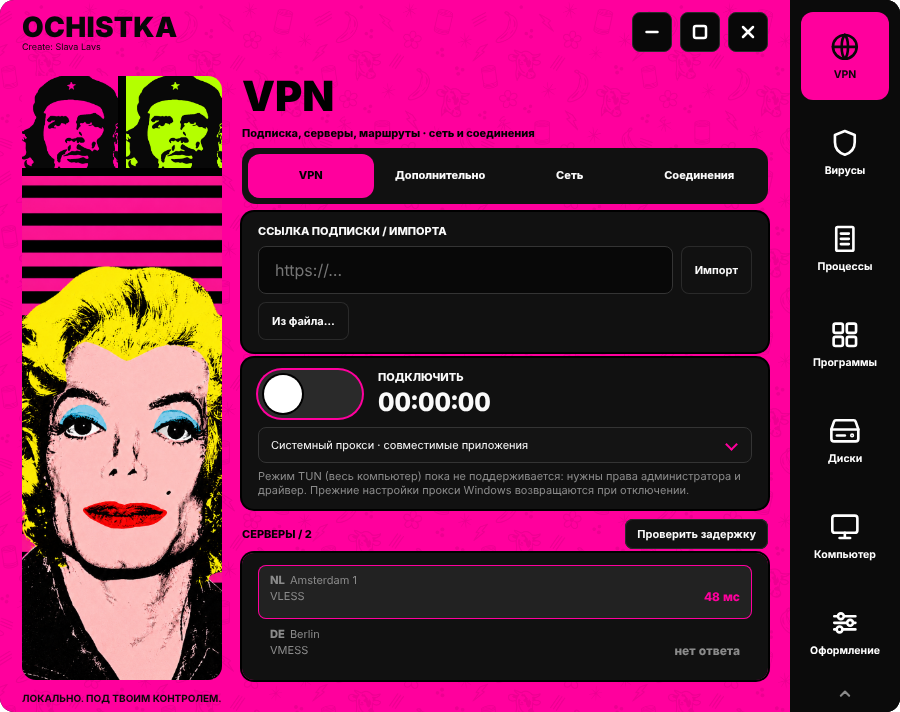 OCHISTKA
Create: Slava Lavs
VPN
Подписка, серверы, маршруты · сеть и соединения
VPN
Дополнительно
Сеть
Соединения
ССЫЛКА ПОДПИСКИ / ИМПОРТА
https://...
Импорт
Из файла...
ПОДКЛЮЧИТЬ
00:00:00
Системный прокси · совместимые приложения
Режим TUN (весь компьютер) пока не поддерживается: нужны права администратора и
драйвер. Прежние настройки прокси Windows возвращаются при отключении.
СЕРВЕРЫ / 2
Проверить задержку
NL Amsterdam 1
VLESS
48 мс
DE Berlin
VMESS
нет ответа
ЛОКАЛЬНО. ПОД ТВОИМ КОНТРОЛЕМ.
VPN
Вирусы
Процессы
Программы
Диски
Компьютер
Оформление